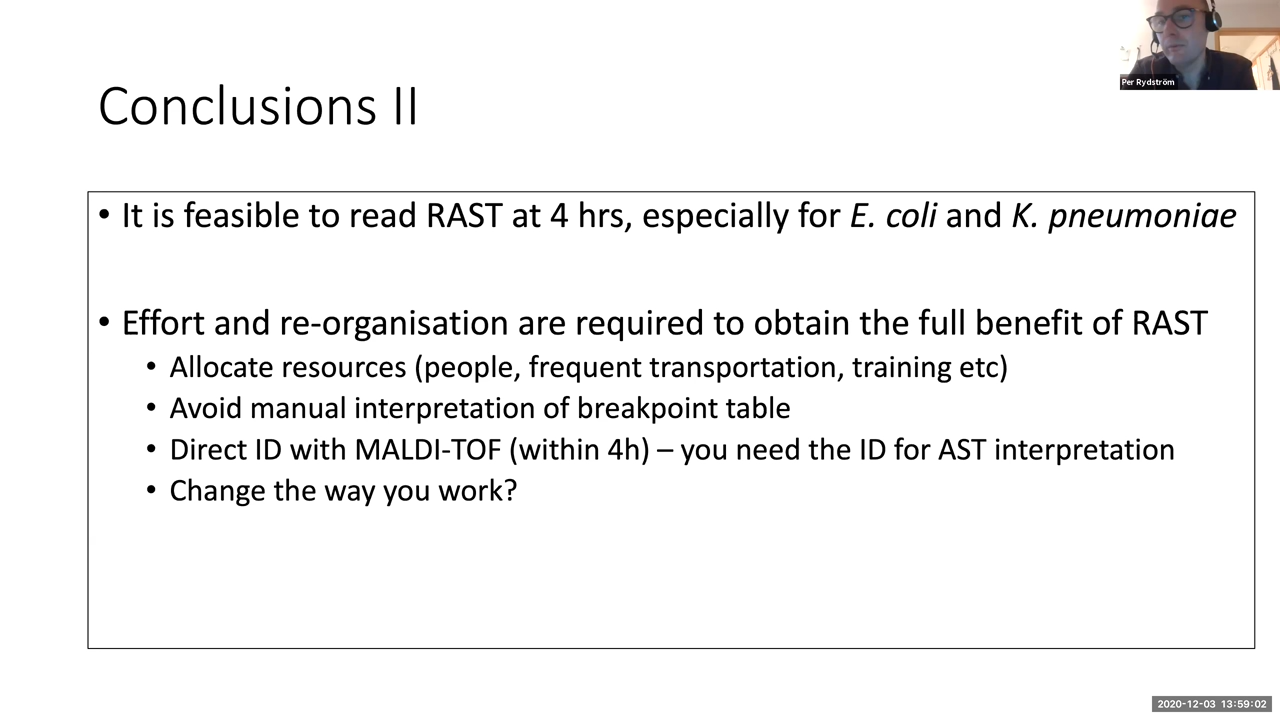 Per Rydström
Conclusions II
• It is feasible to read RAST at 4 hrs, especially for E. coli and K. pneumoniae
• Effort and re-organisation are required to obtain the full benefit of RAST
• Allocate resources (people, frequent transportation, training etc)
• Avoid manual interpretation of breakpoint table
• Direct ID with MALDI-TOF (within 4h) – you need the ID for AST interpretation
• Change the way you work?
2020-12-03 13:59:02